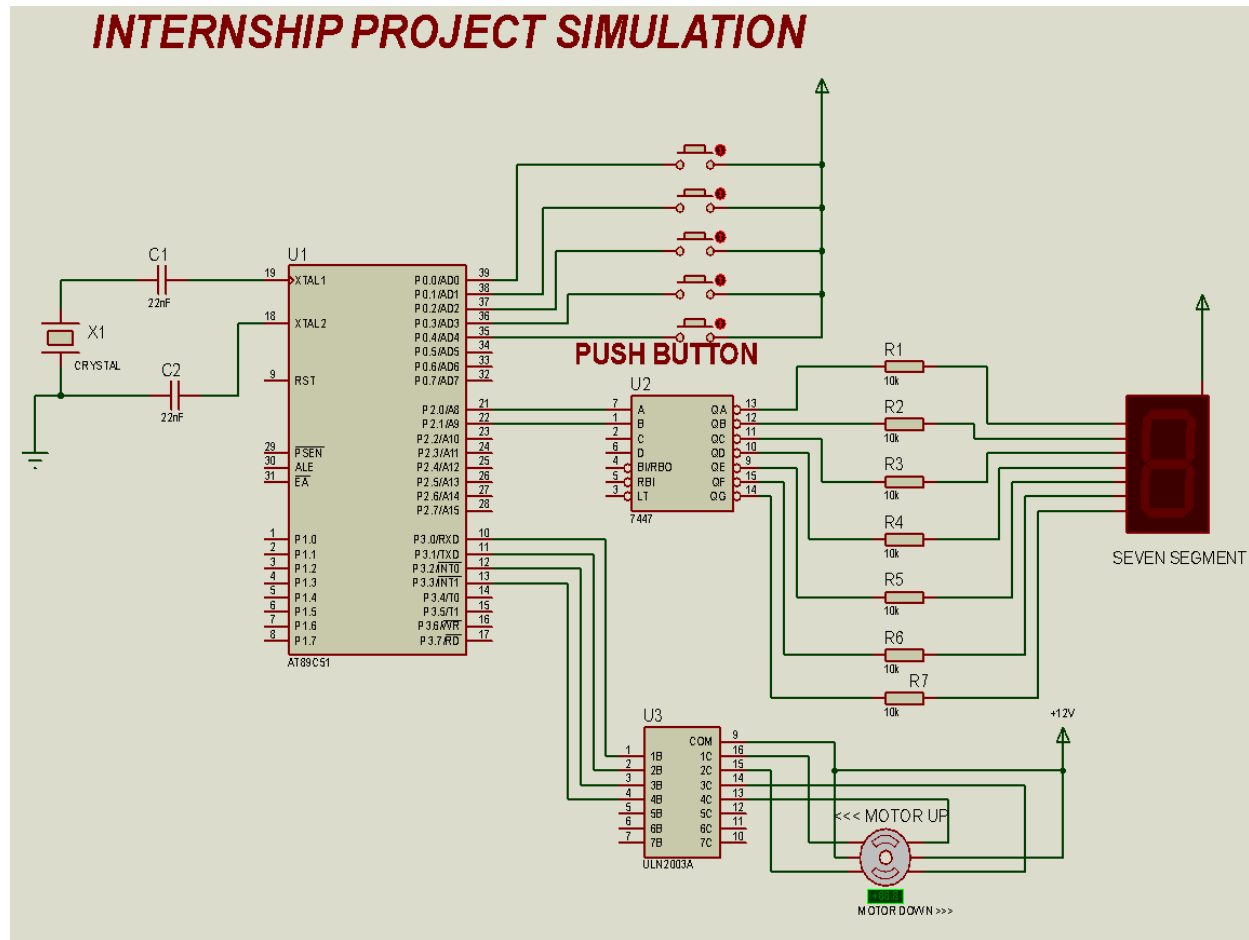 INTERNSHIP PROJECT SIMULATION
C1
22nF
X1
CRYSTAL
C2
22nF
U1
19 XTAL1
18 XTAL2
9 RST
29 PSEN
30 ALE
31 EA
1 P1.0
2 P1.1
3 P1.2
4 P1.3
5 P1.4
6 P1.5
7 P1.6
8 P1.7
P0.0/AD0 39
P0.1/AD1 38
P0.2/AD2 37
P0.3/AD3 36
P0.4/AD4 35
P0.5/AD5 34
P0.6/AD6 33
P0.7/AD7 32
P2.0/A8 21
P2.1/A9 22
P2.2/A10 23
P2.3/A11 24
P2.4/A12 25
P2.5/A13 26
P2.6/A14 27
P2.7/A15 28
P3.0/RXD 10
P3.1/TXD 11
P3.2/INT0 12
P3.3/INT1 13
P3.4/T0 14
P3.5/T1 15
P3.6/WR 16
P3.7/RD 17
AT89C51
PUSH BUTTON
U2
7 A QA 13
1 B QB 12
2 C QC 11
6 D QD 10
4 BI/RBO QE 9
5 RBI QF 15
3 LT QG 14
7447
R1
10k
R2
10k
R3
10k
R4
10k
R5
10k
R6
10k
R7
10k
SEVEN SEGMENT
U3
COM 9
1 1B 1C 16
2 2B 2C 15
3 3B 3C 14
4 4B 4C 13
5 5B 5C 12
6 6B 6C 11
7 7B 7C 10
ULN2003A
+12V
<<< MOTOR UP
MOTOR DOWN >>>